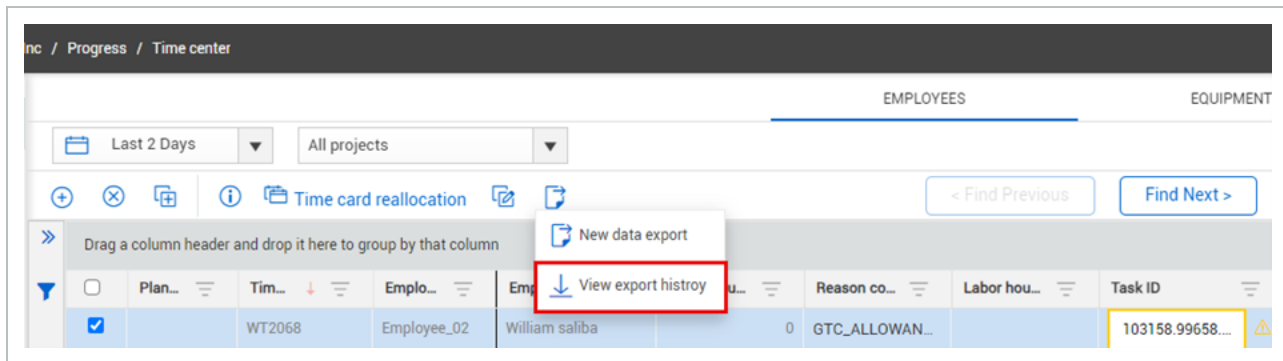 Inc / Progress / Time center
EMPLOYEES EQUIPMENT
Last 2 Days All projects
Time card reallocation < Find Previous Find Next >
Drag a column header and drop it here to group by that column New data export
Plan... Tim... Emplo... Emp View export histroy u... Reason co... Labor hou... Task ID
WT2068 Employee_02 William saliba 0 GTC_ALLOWAN... 103158.99658....